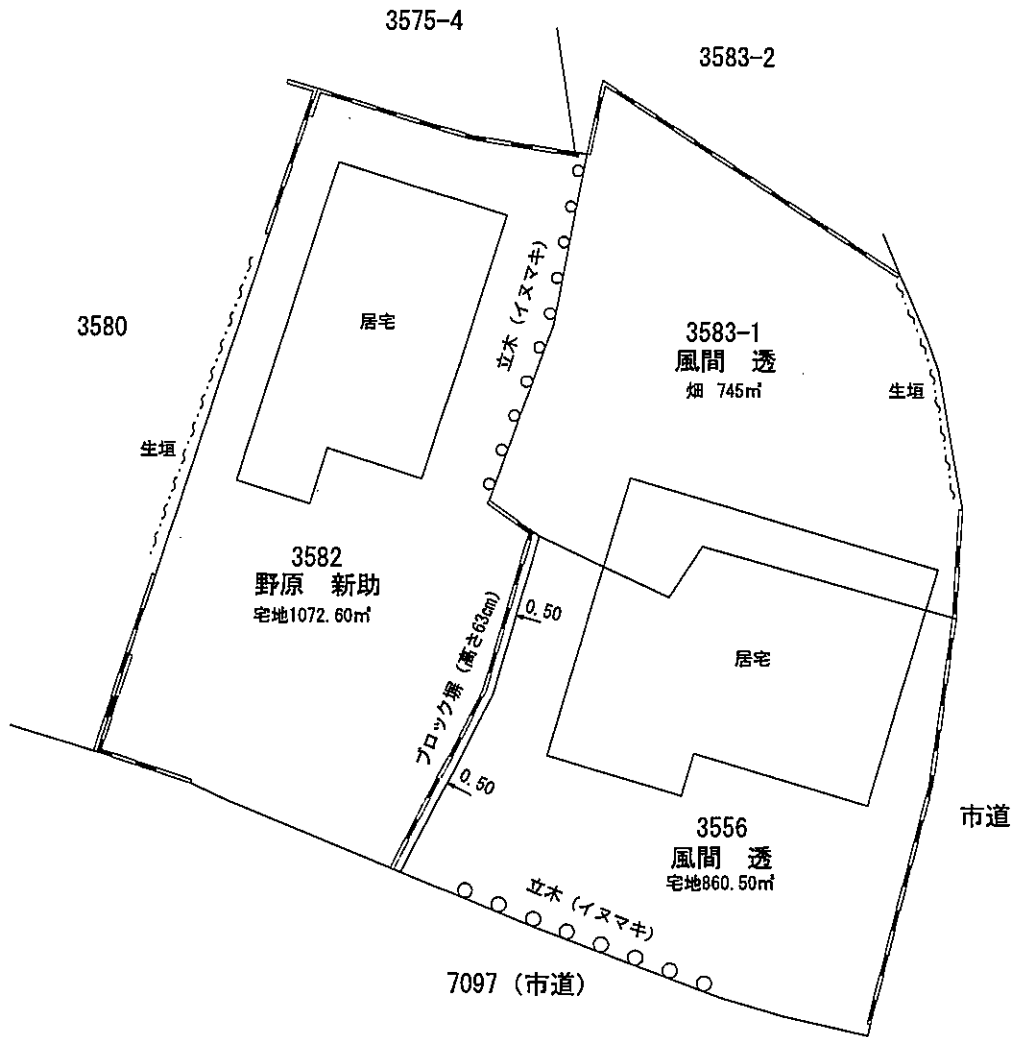 3575-4
3583-2
3580
居宅
立木（イヌマキ）
3583-1
風間　透
畑 745㎡
生垣
生垣
3582
野原　新助
宅地1072.60㎡
ブロック塀（高さ63cm）
0.50
0.50
居宅
3556
風間　透
宅地860.50㎡
市道
立木（イヌマキ）
7097（市道）